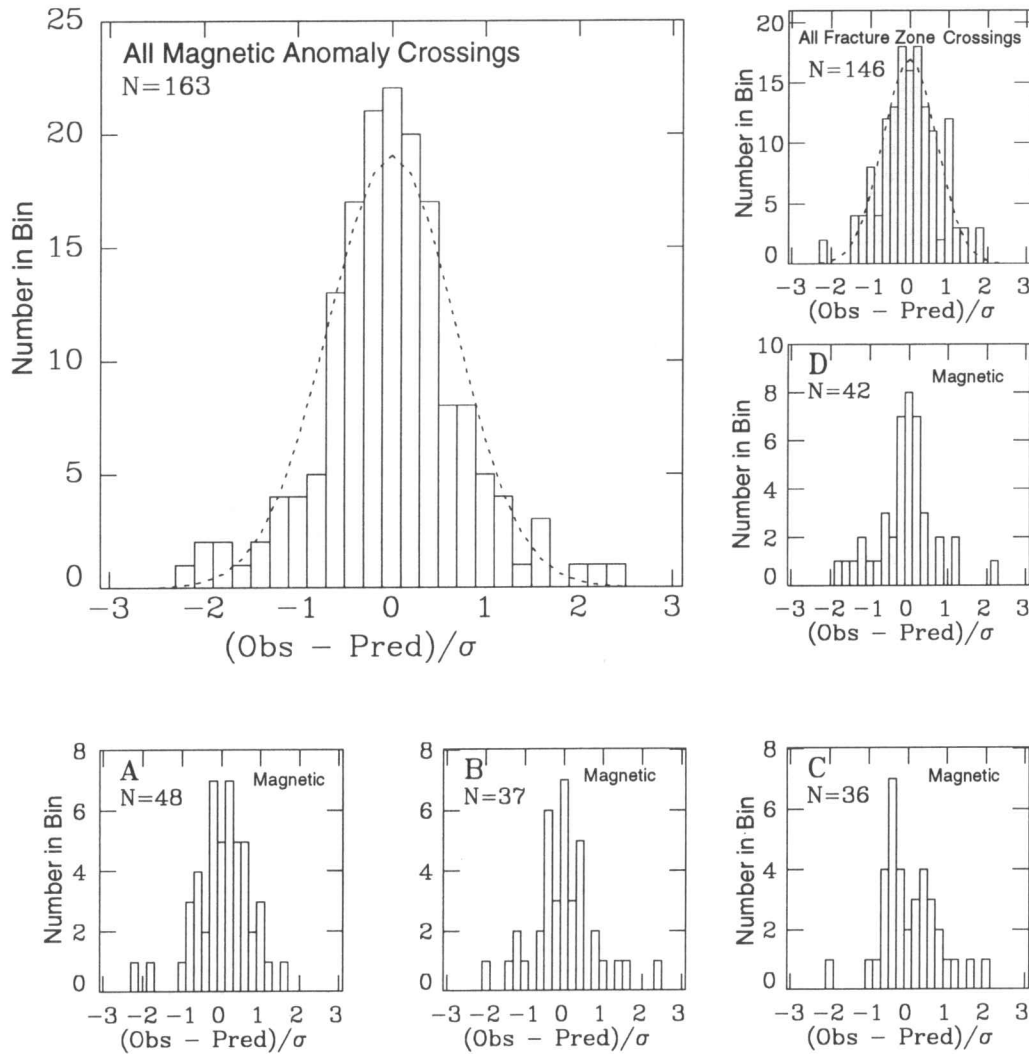 All Magnetic Anomaly Crossings
N=163
25
20
15
10
5
0
Number in Bin
−3 −2 −1 0 1 2 3
(Obs − Pred)/σ
All Fracture Zone Crossings
N=146
20
15
10
5
0
Number in Bin
−3 −2 −1 0 1 2 3
(Obs − Pred)/σ
D
Magnetic
N=42
10
8
6
4
2
0
Number in Bin
−3 −2 −1 0 1 2 3
(Obs − Pred)/σ
A
Magnetic
N=48
8
6
4
2
0
Number in Bin
−3 −2 −1 0 1 2 3
(Obs − Pred)/σ
B
Magnetic
N=37
8
6
4
2
0
Number in Bin
−3 −2 −1 0 1 2 3
(Obs − Pred)/σ
C
Magnetic
N=36
8
6
4
2
0
Number in Bin
−3 −2 −1 0 1 2 3
(Obs − Pred)/σ